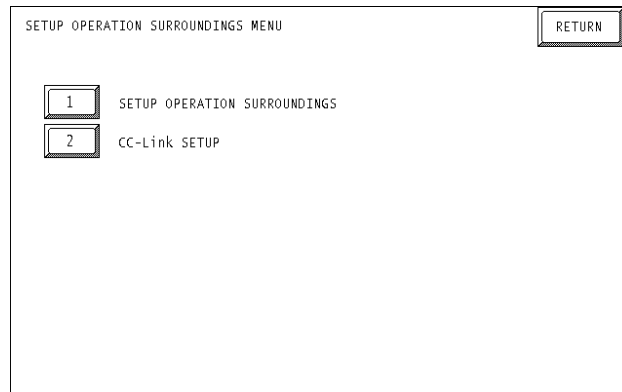 SETUP OPERATION SURROUNDINGS MENU
RETURN
1 SETUP OPERATION SURROUNDINGS
2 CC-Link SETUP